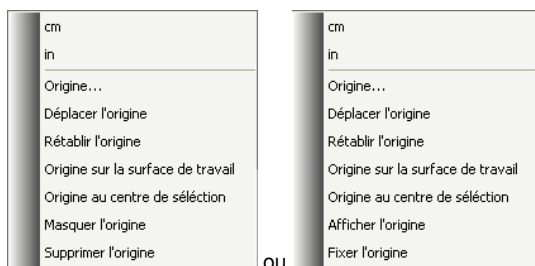 cm
in
Origine...
Déplacer l'origine
Rétablir l'origine
Origine sur la surface de travail
Origine au centre de séléction
Masquer l'origine
Supprimer l'origine
ou
cm
in
Origine...
Déplacer l'origine
Rétablir l'origine
Origine sur la surface de travail
Origine au centre de séléction
Afficher l'origine
Fixer l'origine